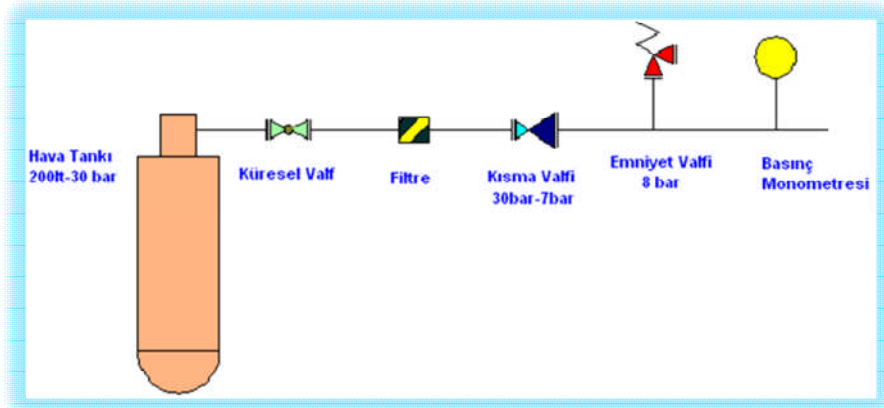 Hava Tankı
200lt-30 bar
Küresel Valf
Filtre
Kısma Valfi
30bar-7bar
Emniyet Valfi
8 bar
Basınç
Monometresi